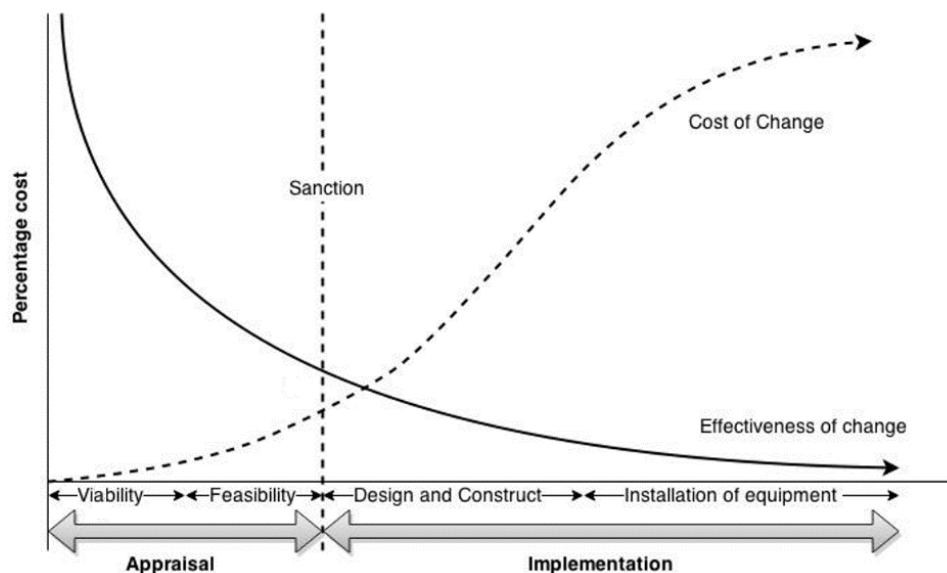 Percentage cost
Cost of Change
Sanction
Effectiveness of change
Viability
Feasibility
Design and Construct
Installation of equipment
Appraisal
Implementation